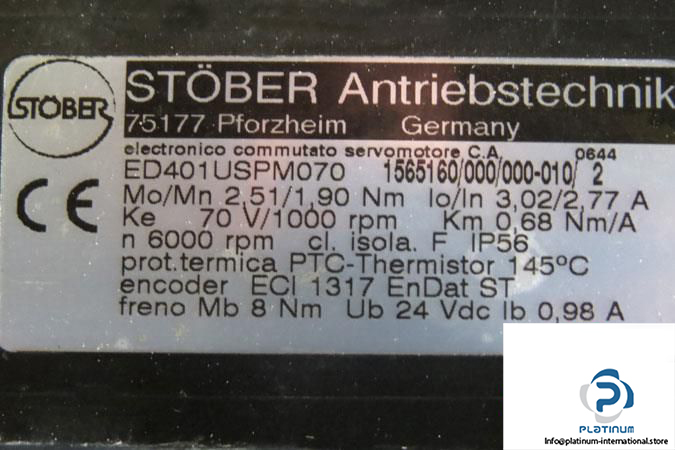 STÖBER
STÖBER Antriebstechnik
75177 Pforzheim Germany
electronico commutato servomotore C.A. 0644
ED401USPM070 1565160/000/000-010/ 2
Mo/Mn 2,51/1,90 Nm Io/In 3,02/2,77 A
Ke 70 V/1000 rpm Km 0,68 Nm/A
n 6000 rpm cl. isola. F IP56
prot.termica PTC-Thermistor 145°C
encoder ECI 1317 EnDat ST
freno Mb 8 Nm Ub 24 Vdc Ib 0,98 A
CE
PLATINUM
Info@platinum-international.store